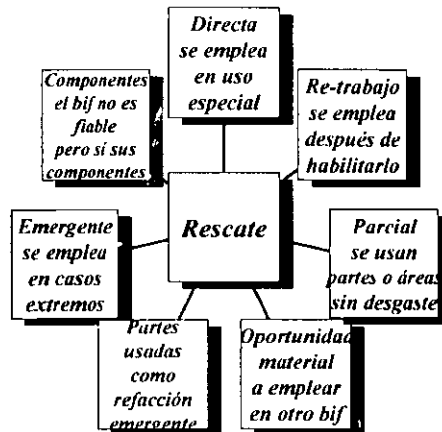 Directa
se emplea
en uso
especial
Re-trabajo
se emplea
después de
habilitarlo
Parcial
se usan
partes o áreas
sin desgaste
Oportunidad
material
a emplear
en otro bif
Partes
usadas
como
refacción
emergente
Emergente
se emplea
en casos
extremos
Componentes
el bif no es
fiable
pero sí sus
componentes
Rescate